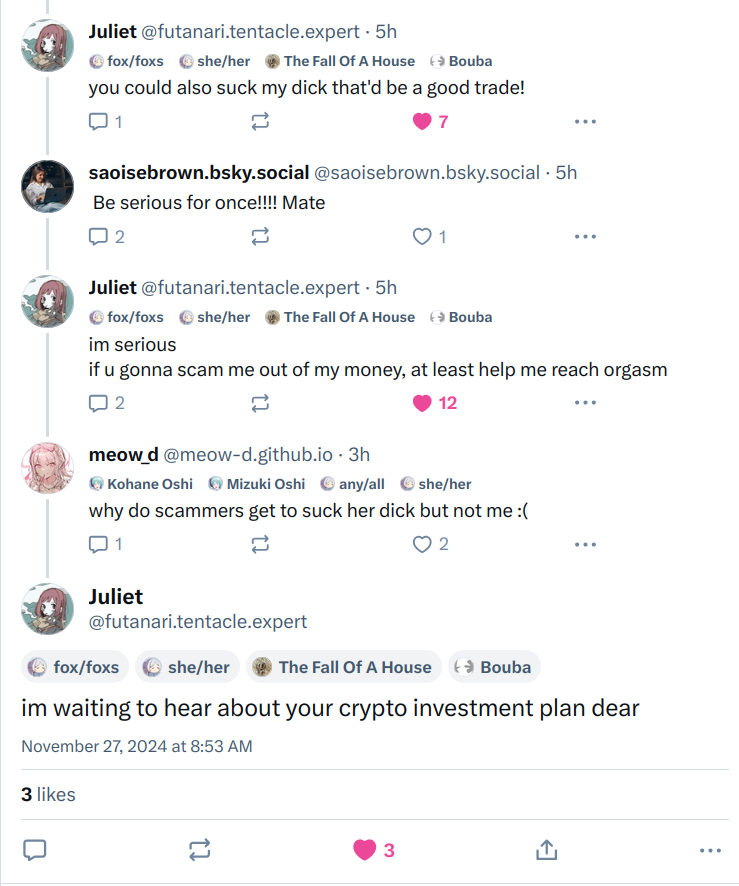 Juliet @futanari.tentacle.expert · 5h
fox/foxs she/her The Fall Of A House Bouba
you could also suck my dick that'd be a good trade!
1 7
saoisebrown.bsky.social @saoisebrown.bsky.social · 5h
Be serious for once!!!! Mate
2 1
Juliet @futanari.tentacle.expert · 5h
fox/foxs she/her The Fall Of A House Bouba
im serious
if u gonna scam me out of my money, at least help me reach orgasm
2 12
meow_d @meow-d.github.io · 3h
Kohane Oshi Mizuki Oshi any/all she/her
why do scammers get to suck her dick but not me :(
1 2
Juliet
@futanari.tentacle.expert
fox/foxs she/her The Fall Of A House Bouba
im waiting to hear about your crypto investment plan dear
November 27, 2024 at 8:53 AM
3 likes
3